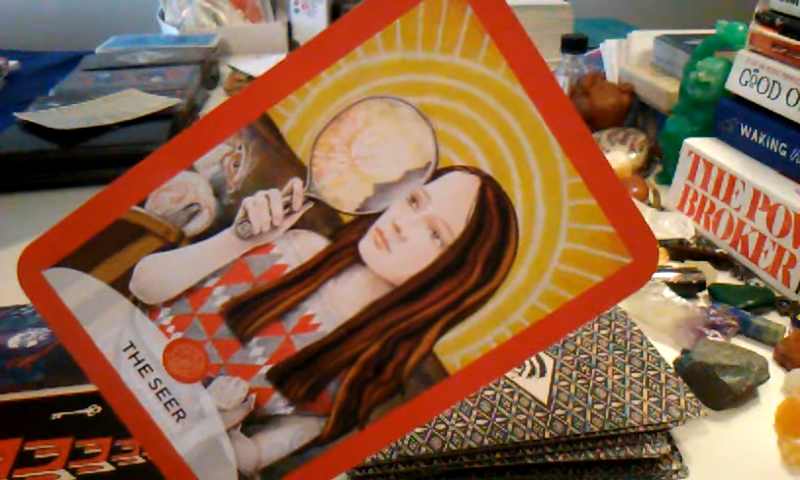 THE SEER
GOOD O
WAKING
THE POW
BROKER